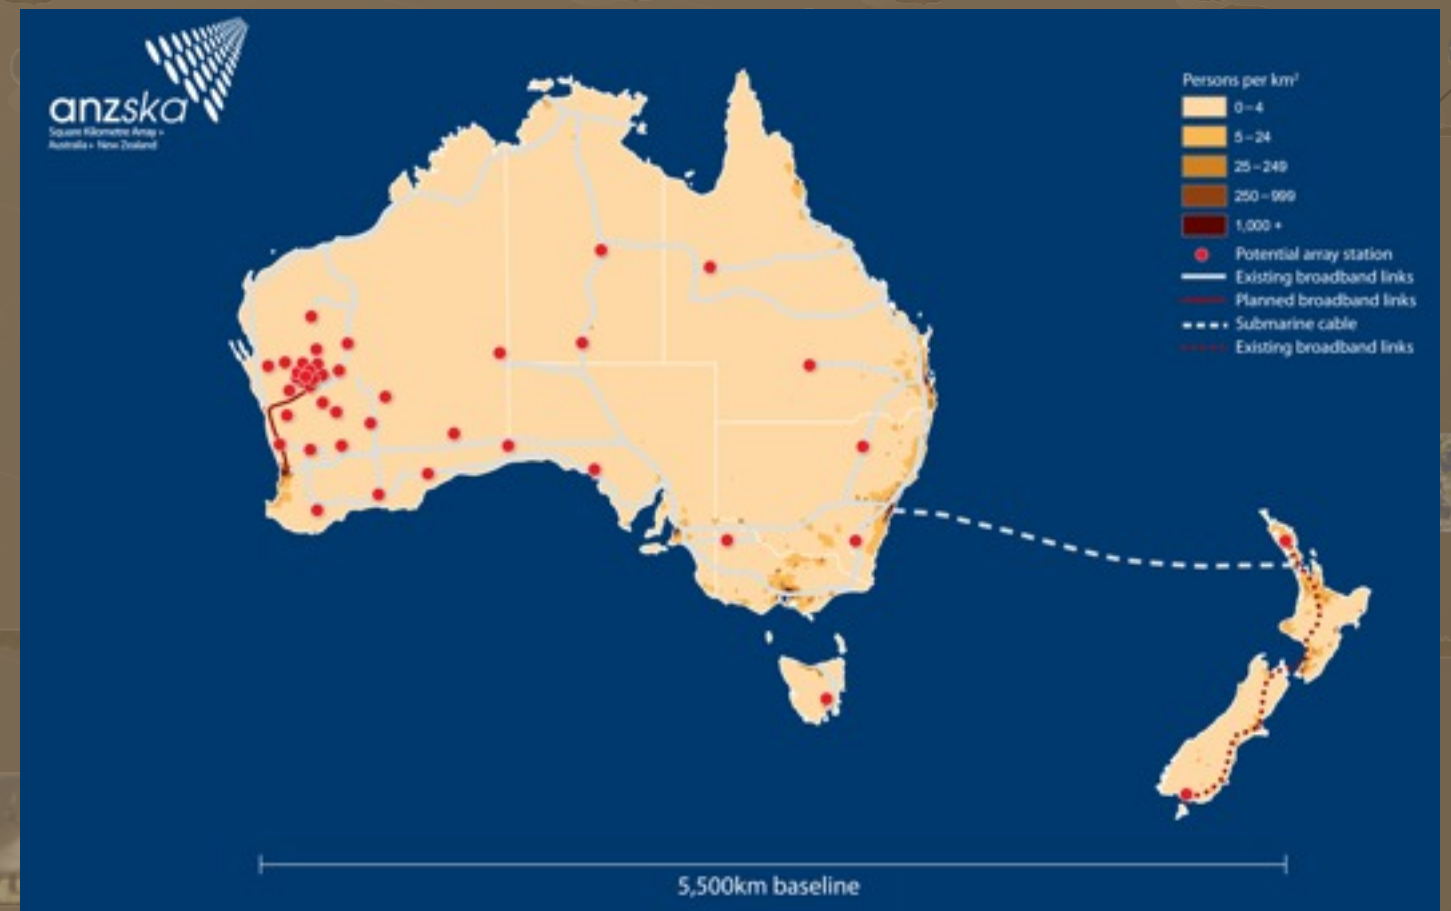 anzska
Square Kilometre Array •
Australia • New Zealand
Persons per km²
0–4
5–24
25–249
250–999
1,000 +
Potential array station
Existing broadband links
Planned broadband links
Submarine cable
Existing broadband links
5,500km baseline